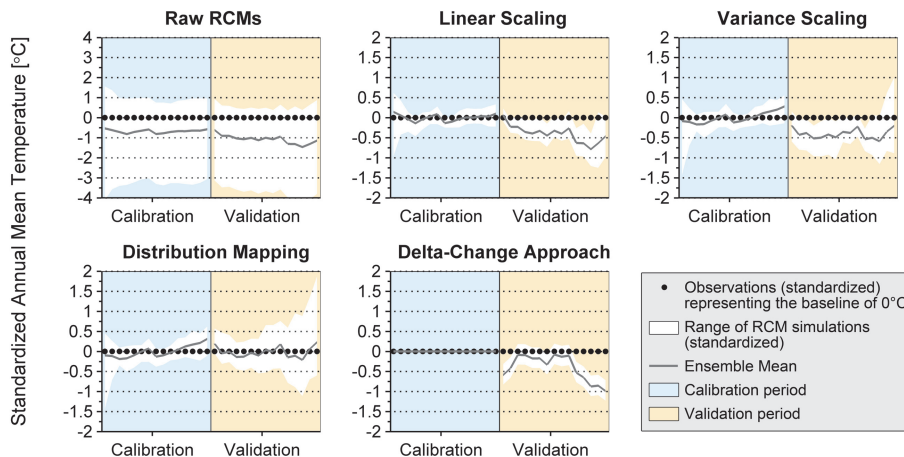 Raw RCMs
Linear Scaling
Variance Scaling
Standardized Annual Mean Temperature [°C]
4
3
2
1
0
-1
-2
-3
-4
2
1.5
1
0.5
0
-0.5
-1
-1.5
-2
2
1.5
1
0.5
0
-0.5
-1
-1.5
-2
Calibration Validation
Calibration Validation
Calibration Validation
Distribution Mapping
Delta-Change Approach
2
1.5
1
0.5
0
-0.5
-1
-1.5
-2
2
1.5
1
0.5
0
-0.5
-1
-1.5
-2
Calibration Validation
Calibration Validation
Observations (standardized)
representing the baseline of 0°C
Range of RCM simulations
(standardized)
Ensemble Mean
Calibration period
Validation period